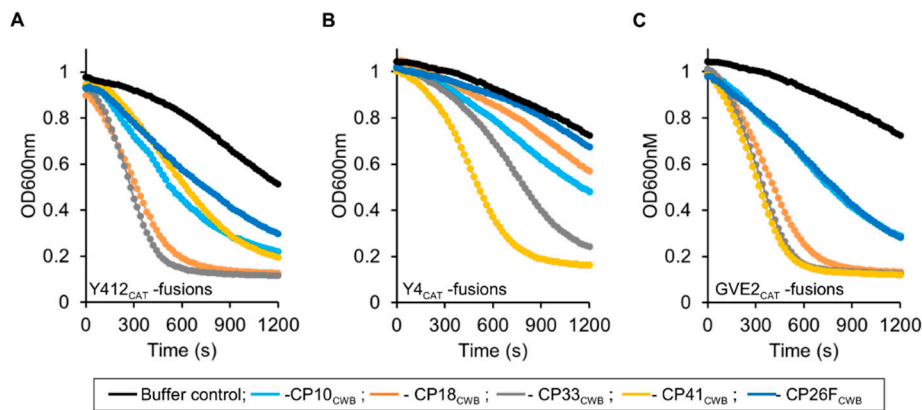 A
B
C
OD600nm
1
0.8
0.6
0.4
0.2
0
Y412CAT -fusions
0 300 600 900 1200
Time (s)
OD600nm
1
0.8
0.6
0.4
0.2
0
Y4CAT -fusions
0 300 600 900 1200
Time (s)
OD600nM
1
0.8
0.6
0.4
0.2
0
GVE2CAT -fusions
0 300 600 900 1200
Time (s)
Buffer control; -CP10CWB ; - CP18CWB ; - CP33CWB ; - CP41CWB ; - CP26FCWB